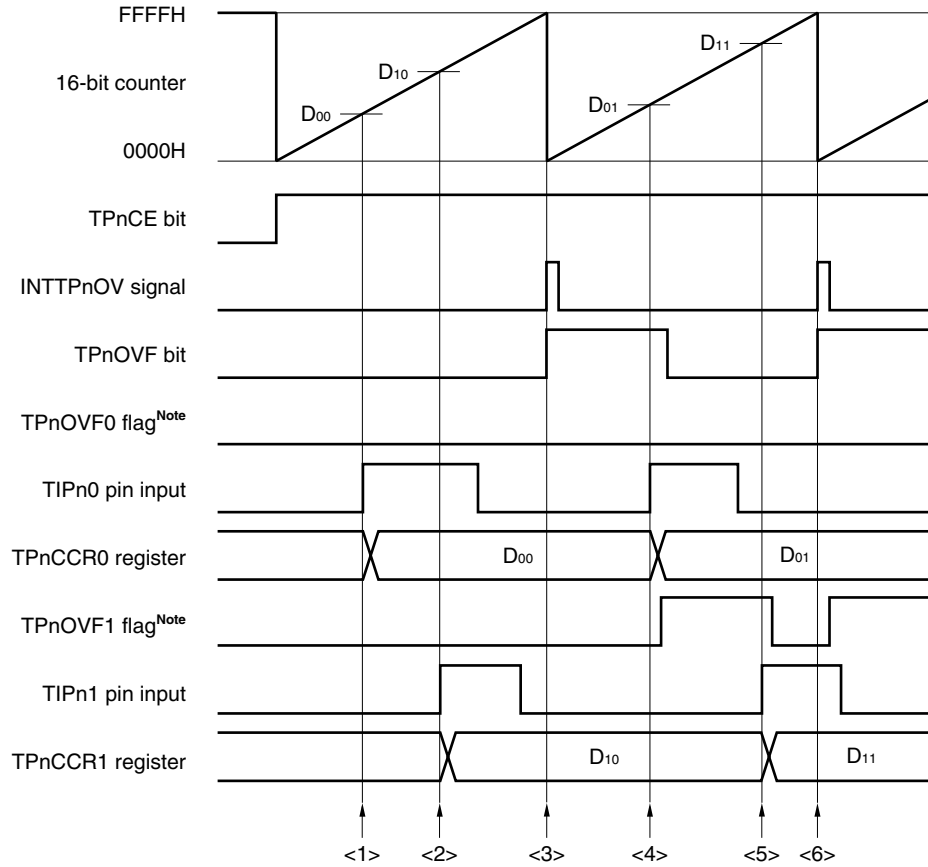 FFFFH
D11
D10
16-bit counter
D01
D00
0000H
TPnCE bit
INTTPnOV signal
TPnOVF bit
TPnOVF0 flagNote
TIPn0 pin input
TPnCCR0 register D00 D01
TPnOVF1 flagNote
TIPn1 pin input
TPnCCR1 register D10 D11
<1> <2> <3> <4> <5> <6>